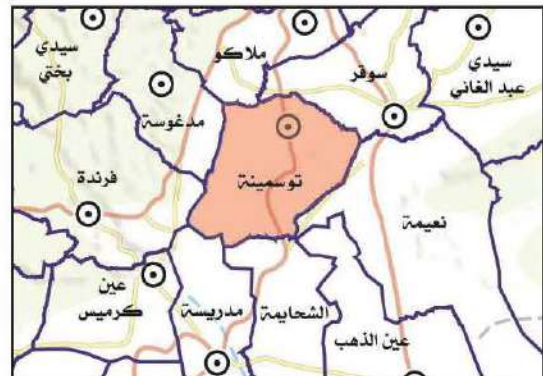 سيدي
بختي
ملاكو
سوقر
سيدي
عبد الغاني
مدغوسة
توسمينة
فرندة
نعيمة
عين
كرميس
مدريسة
الشحايمة
عين الذهب